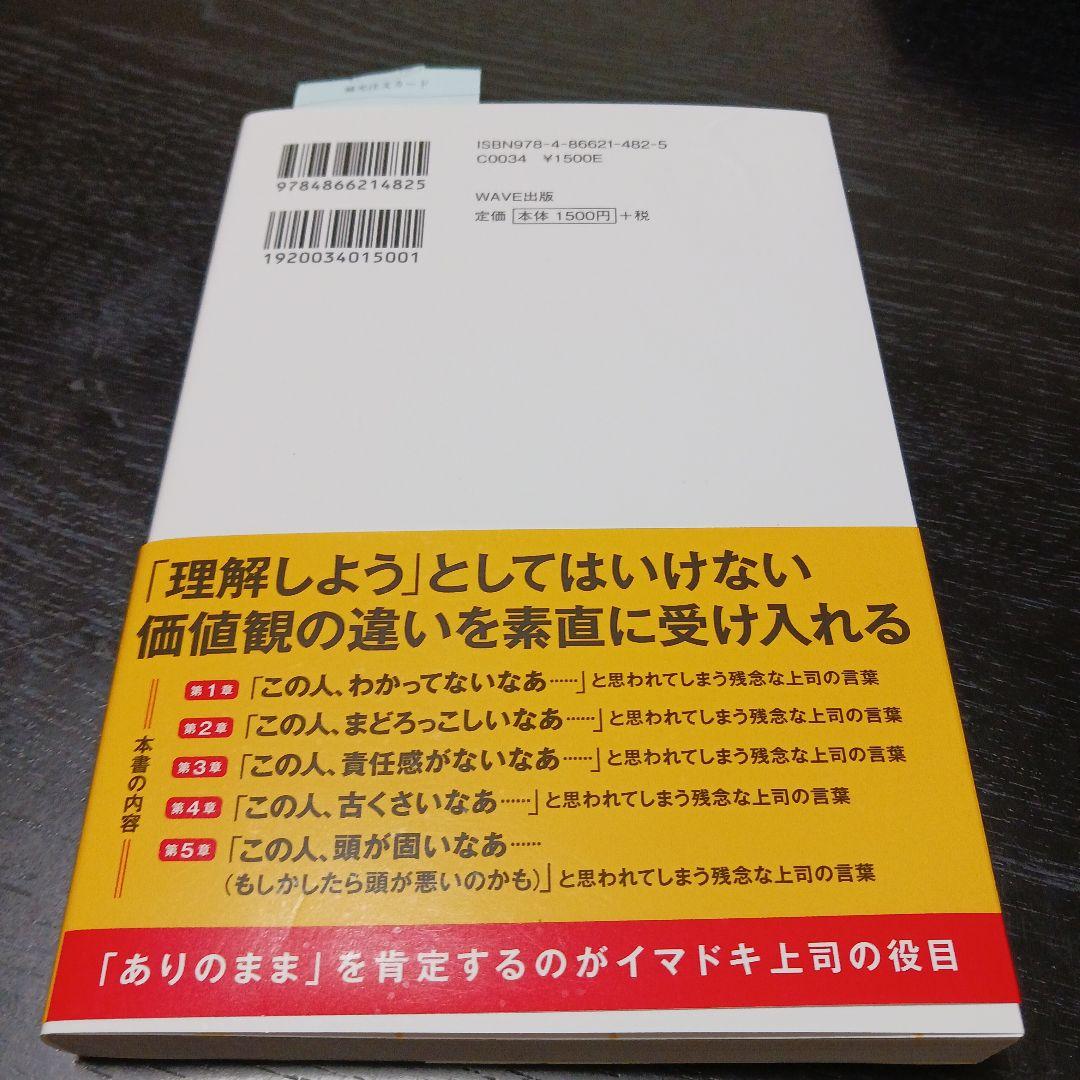 補充注文カード
ISBN978-4-86621-482-5
C0034 ¥1500E
9784866214825
WAVE出版
定価 本体 1500円 +税
1920034015001
「理解しよう」としてはいけない
価値観の違いを素直に受け入れる
本書の内容
第1章 「この人、わかってないなあ……」と思われてしまう残念な上司の言葉
第2章 「この人、まどろっこしいなあ……」と思われてしまう残念な上司の言葉
第3章 「この人、責任感がないなあ……」と思われてしまう残念な上司の言葉
第4章 「この人、古くさいなあ……」と思われてしまう残念な上司の言葉
第5章 「この人、頭が固いなあ……
(もしかしたら頭が悪いのかも)」と思われてしまう残念な上司の言葉
「ありのまま」を肯定するのがイマドキ上司の役目